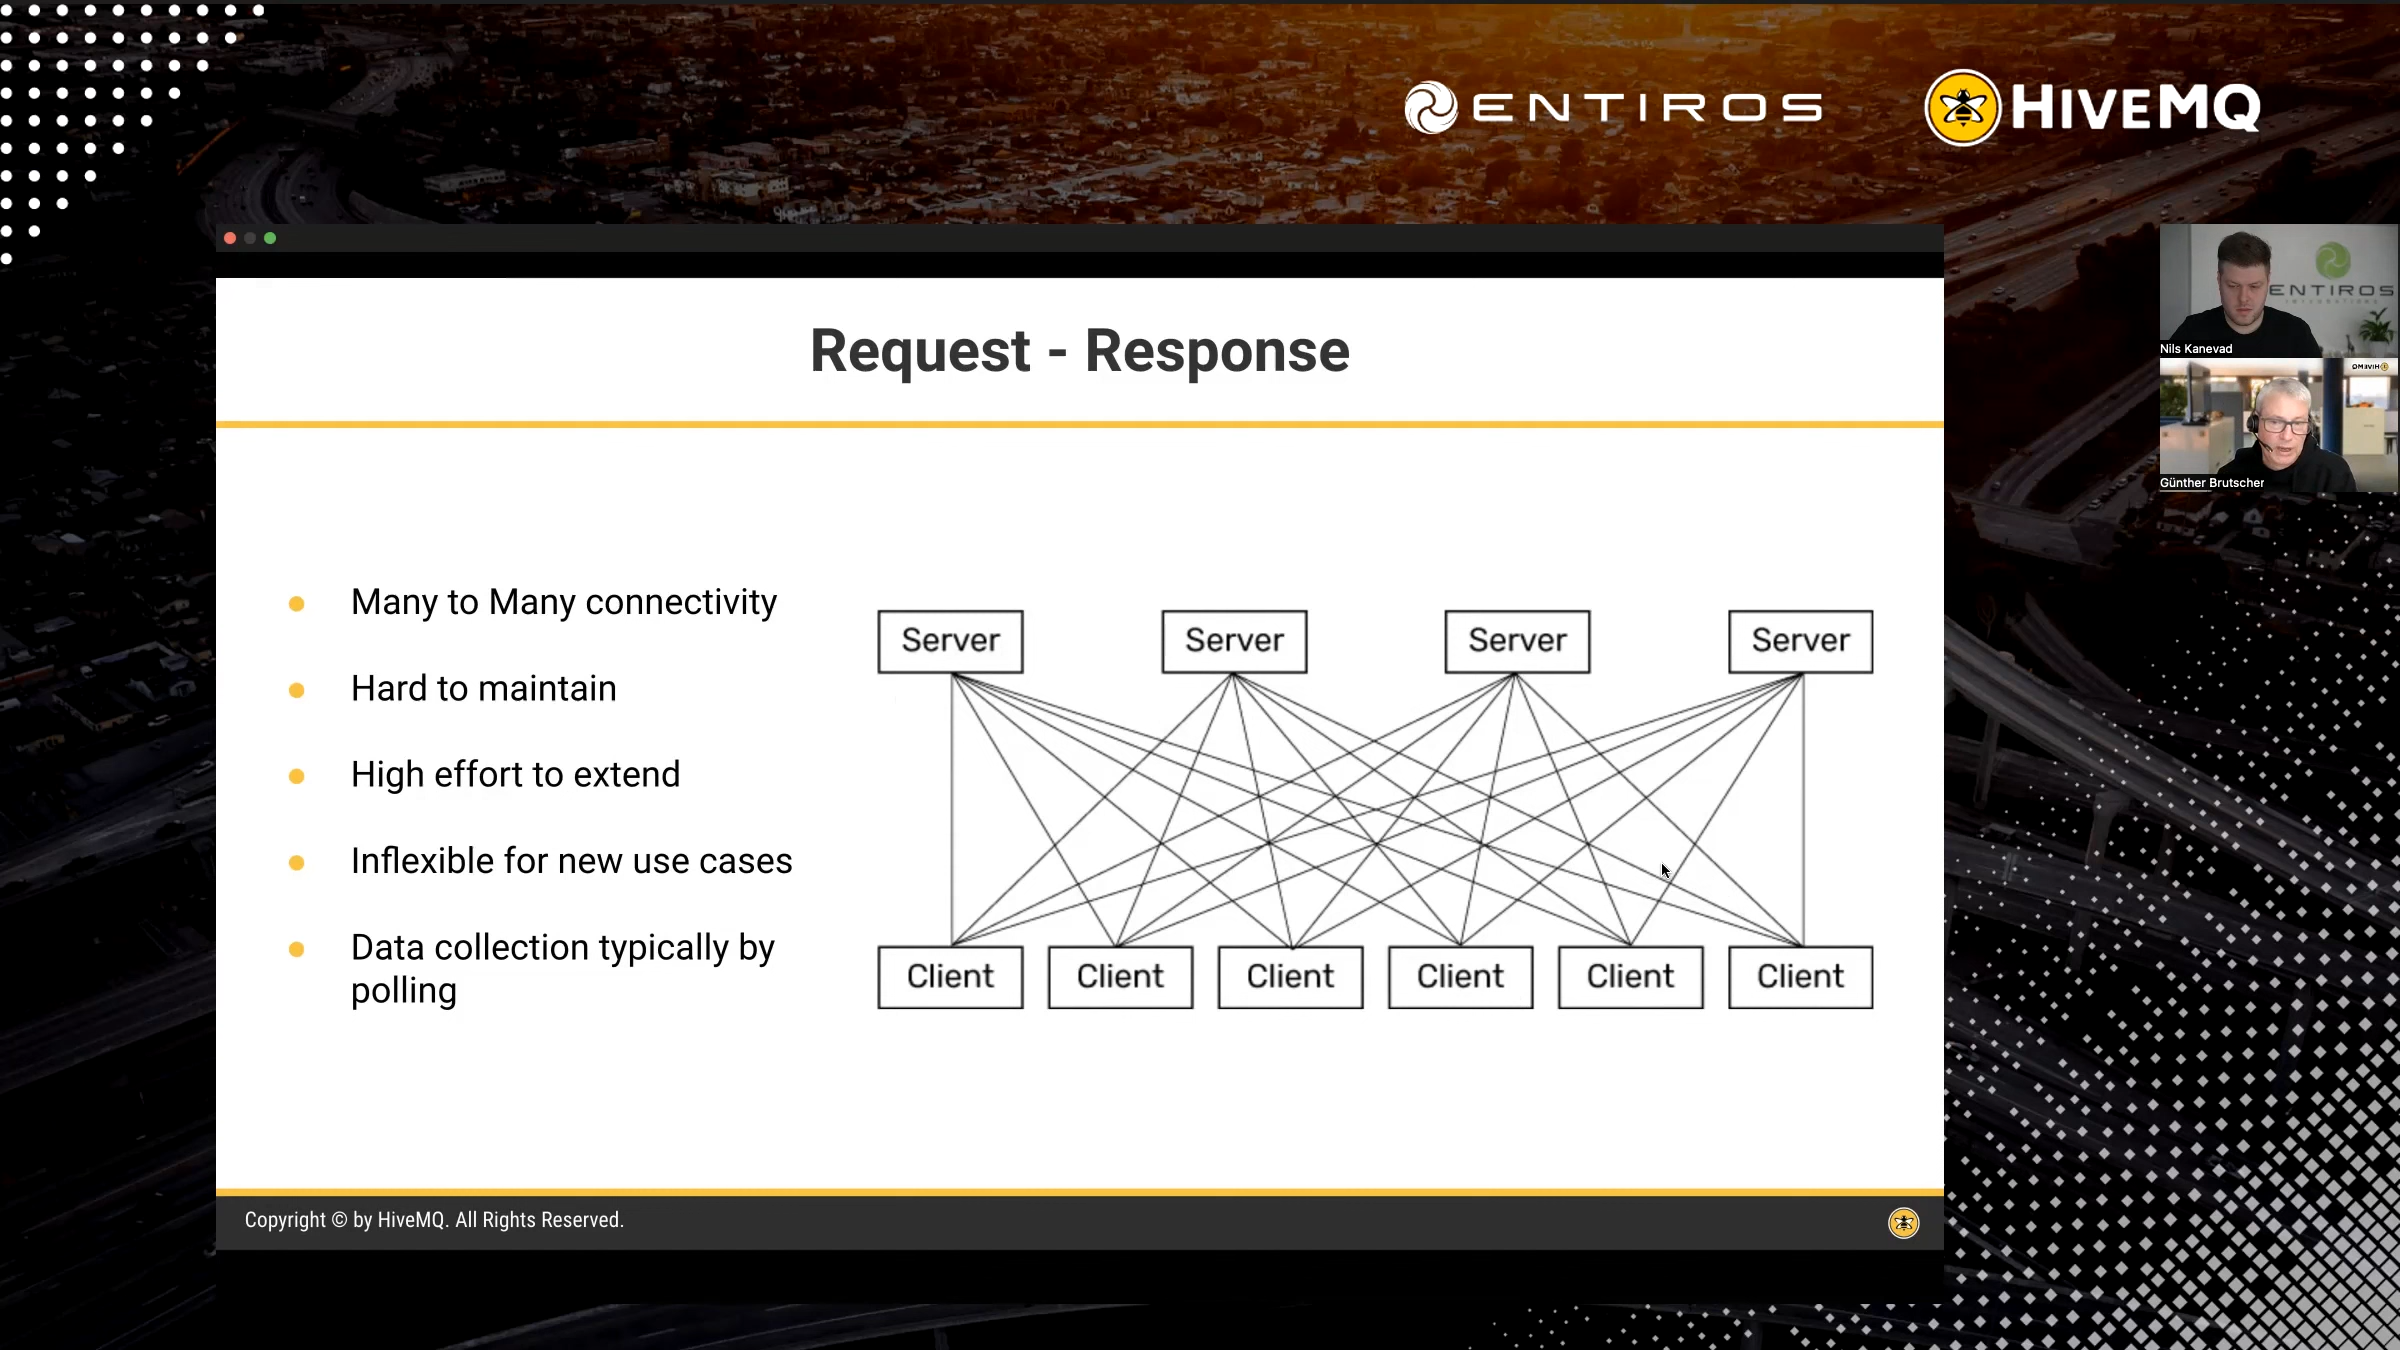 ENTIROS
HIVEMQ
ENTIROS
Nils Kanevad
HIVEMQ
Günther Brutscher
Request - Response
Many to Many connectivity
Hard to maintain
High effort to extend
Inflexible for new use cases
Data collection typically by
polling
Server Server Server Server
Client Client Client Client Client Client
Copyright © by HiveMQ. All Rights Reserved.